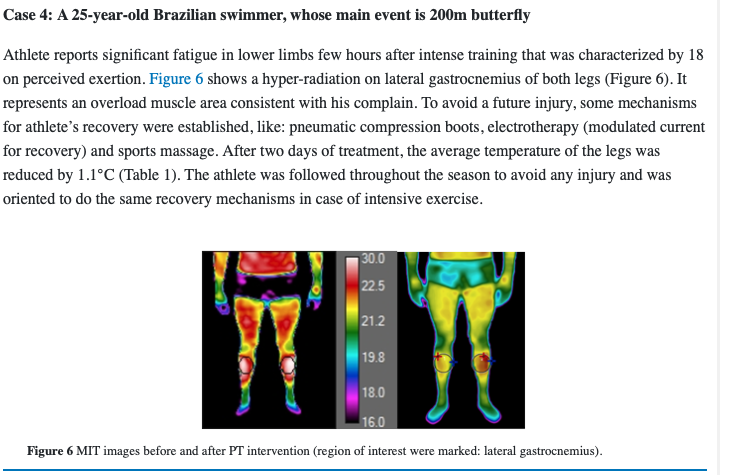 Case 4: A 25-year-old Brazilian swimmer, whose main event is 200m butterfly
Athlete reports significant fatigue in lower limbs few hours after intense training that was characterized by 18
on perceived exertion. Figure 6 shows a hyper-radiation on lateral gastrocnemius of both legs (Figure 6). It
represents an overload muscle area consistent with his complain. To avoid a future injury, some mechanisms
for athlete’s recovery were established, like: pneumatic compression boots, electrotherapy (modulated current
for recovery) and sports massage. After two days of treatment, the average temperature of the legs was
reduced by 1.1°C (Table 1). The athlete was followed throughout the season to avoid any injury and was
oriented to do the same recovery mechanisms in case of intensive exercise.
30.0
22.5
21.2
19.8
18.0
16.0
Figure 6 MIT images before and after PT intervention (region of interest were marked: lateral gastrocnemius).